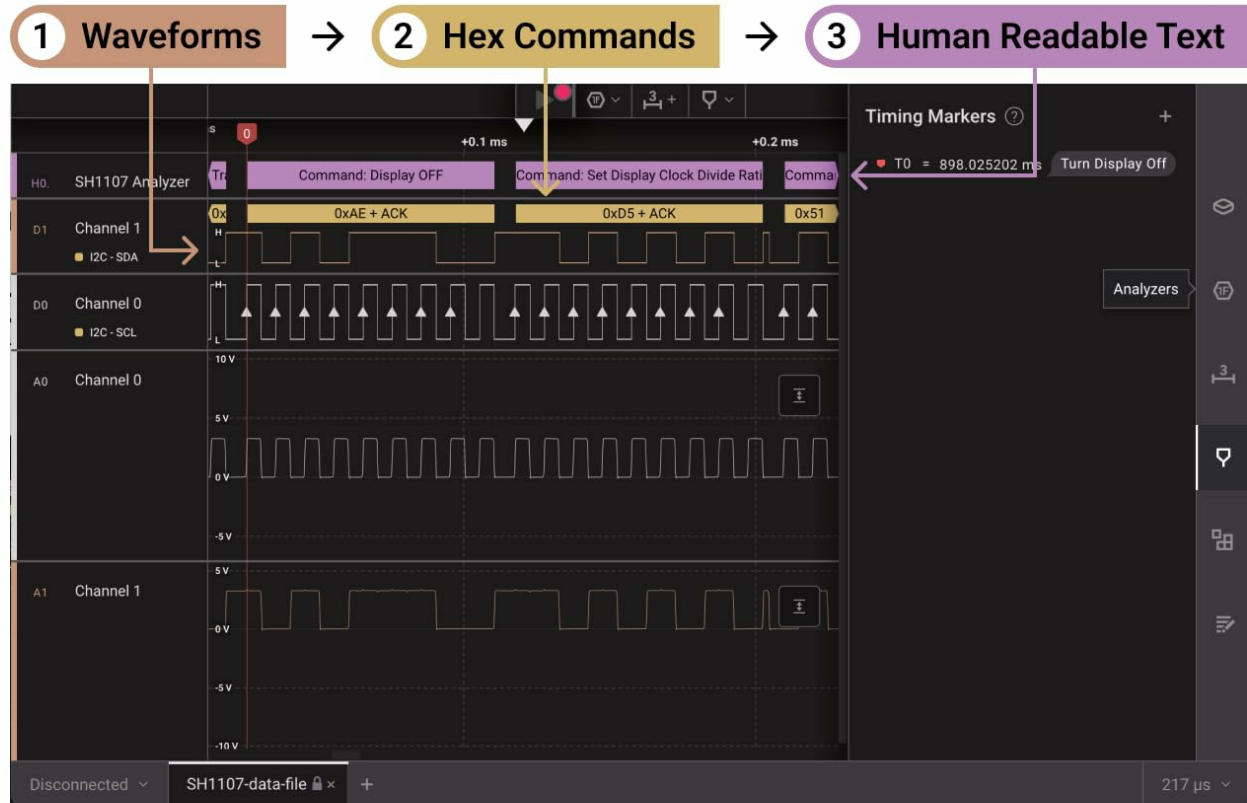 1 Waveforms → 2 Hex Commands → 3 Human Readable Text
1F 3 +
Timing Markers ? +
s 0 +0.1 ms +0.2 ms
T0 = 898.025202 ms Turn Display Off
H0. SH1107 Analyzer Tr Command: Display OFF Command: Set Display Clock Divide Rati Comma
0x 0xAE + ACK 0xD5 + ACK 0x51
D1 Channel 1
H
I2C - SDA
L
H
D0 Channel 0
I2C - SCL
L
Analyzers 1F
10 V
A0 Channel 0
3
5 V
0 V
-5 V
5 V
A1 Channel 1
0 V
-5 V
-10 V
Disconnected SH1107-data-file × + 217 µs